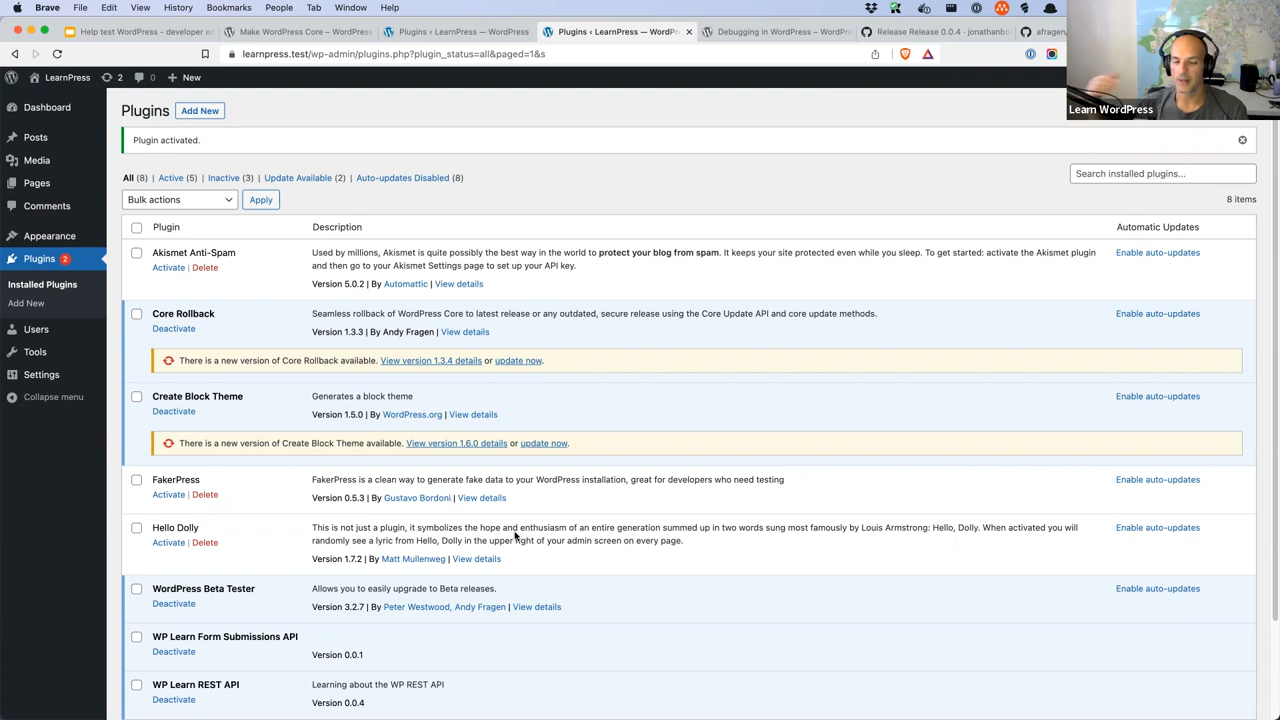 Brave File Edit View History Bookmarks People Tab Window Help
Help test WordPress - developer ed
Make WordPress Core – WordPress
Plugins ‹ LearnPress — WordPress
Plugins ‹ LearnPress — WordPr
Debugging in WordPress – WordPr
Release Release 0.0.4 · jonathanbo
afragen/
learnpress.test/wp-admin/plugins.php?plugin_status=all&paged=1&s
LearnPress 2 0 New
Learn WordPress
Dashboard
Posts
Media
Pages
Comments
Appearance
Plugins 2
Installed Plugins
Add New
Users
Tools
Settings
Collapse menu
Plugins Add New
Plugin activated.
All (8) | Active (5) | Inactive (3) | Update Available (2) | Auto-updates Disabled (8)
Search installed plugins...
Bulk actions Apply
8 items
Plugin Description Automatic Updates
Akismet Anti-Spam
Activate | Delete
Used by millions, Akismet is quite possibly the best way in the world to protect your blog from spam. It keeps your site protected even while you sleep. To get started: activate the Akismet plugin
and then go to your Akismet Settings page to set up your API key.
Version 5.0.2 | By Automattic | View details
Enable auto-updates
Core Rollback
Deactivate
Seamless rollback of WordPress Core to latest release or any outdated, secure release using the Core Update API and core update methods.
Version 1.3.3 | By Andy Fragen | View details
Enable auto-updates
There is a new version of Core Rollback available. View version 1.3.4 details or update now.
Create Block Theme
Deactivate
Generates a block theme
Version 1.5.0 | By WordPress.org | View details
Enable auto-updates
There is a new version of Create Block Theme available. View version 1.6.0 details or update now.
FakerPress
Activate | Delete
FakerPress is a clean way to generate fake data to your WordPress installation, great for developers who need testing
Version 0.5.3 | By Gustavo Bordoni | View details
Enable auto-updates
Hello Dolly
Activate | Delete
This is not just a plugin, it symbolizes the hope and enthusiasm of an entire generation summed up in two words sung most famously by Louis Armstrong: Hello, Dolly. When activated you will
randomly see a lyric from Hello, Dolly in the upper right of your admin screen on every page.
Version 1.7.2 | By Matt Mullenweg | View details
Enable auto-updates
WordPress Beta Tester
Deactivate
Allows you to easily upgrade to Beta releases.
Version 3.2.7 | By Peter Westwood, Andy Fragen | View details
Enable auto-updates
WP Learn Form Submissions API
Deactivate
Version 0.0.1
WP Learn REST API
Deactivate
Learning about the WP REST API
Version 0.0.4